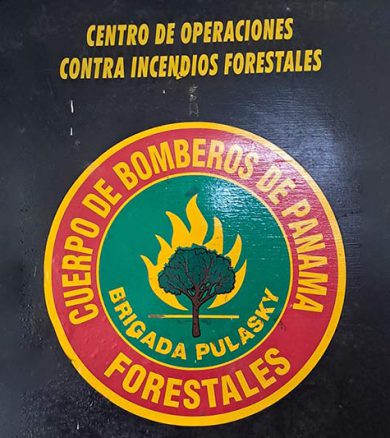 CENTRO DE OPERACIONES
CONTRA INCENDIOS FORESTALES
CUERPO DE BOMBEROS DE PANAMA
BRIGADA PULASKY
FORESTALES